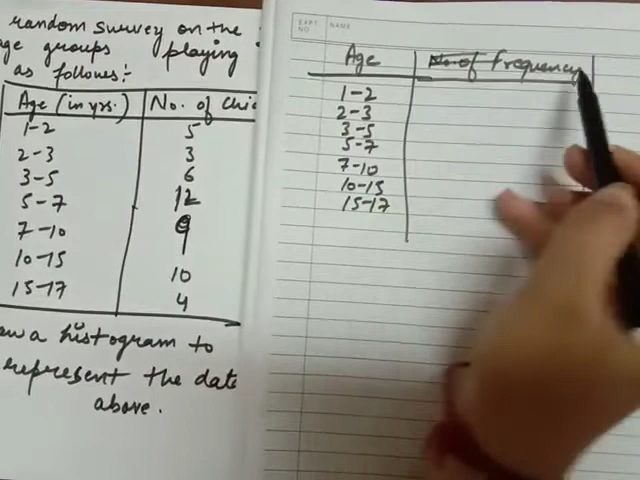 random survey on the
age groups playing
as follows:-
Age (in yrs.) No. of Chi
1-2 5
2-3 3
3-5 6
5-7 12
7-10 9
10-15 10
15-17 4
a histogram to
represent the data
above.
EXPT NO. NAME
Age Frequency
1-2
2-3
3-5
5-7
7-10
10-15
15-17